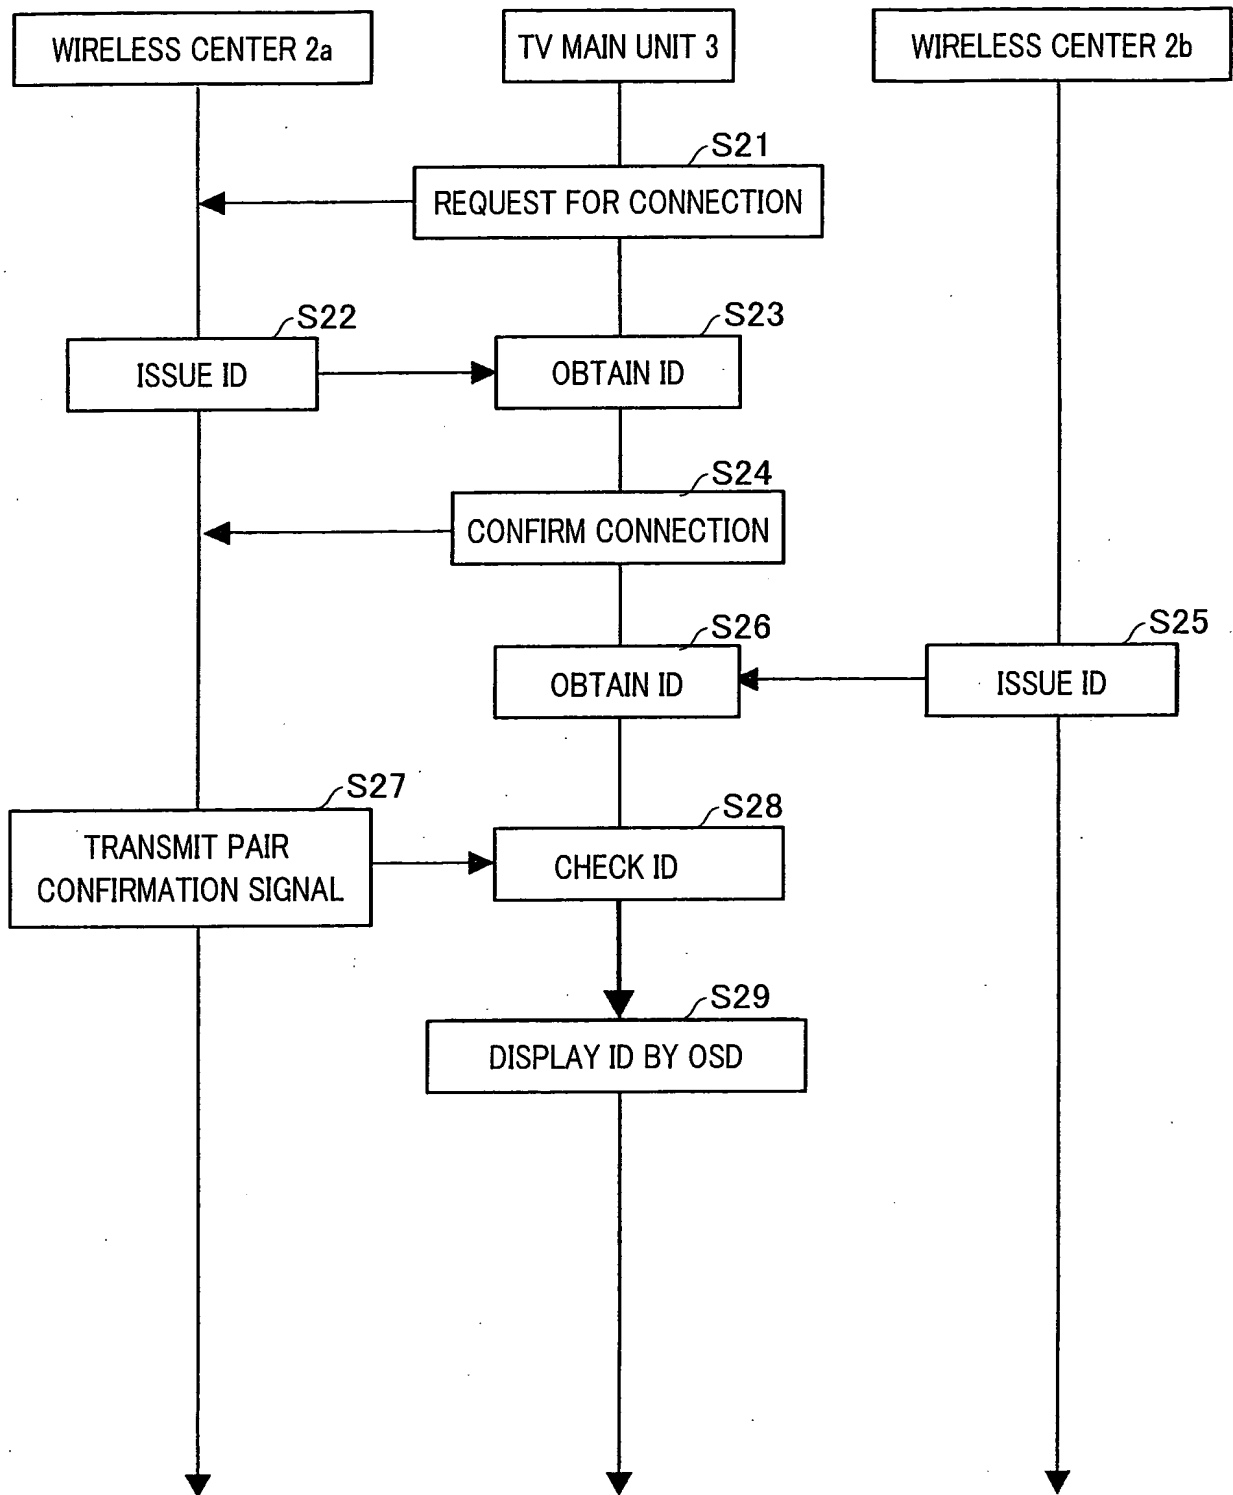 WIRELESS CENTER 2a
TV MAIN UNIT 3
WIRELESS CENTER 2b
S21
REQUEST FOR CONNECTION
S22
ISSUE ID
S23
OBTAIN ID
S24
CONFIRM CONNECTION
S25
ISSUE ID
S26
OBTAIN ID
S27
TRANSMIT PAIR
CONFIRMATION SIGNAL
S28
CHECK ID
S29
DISPLAY ID BY OSD